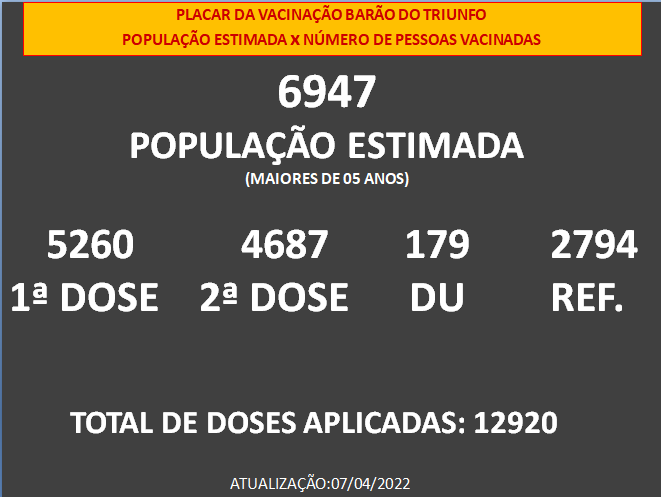 PLACAR DA VACINAÇÃO BARÃO DO TRIUNFO
POPULAÇÃO ESTIMADA X NÚMERO DE PESSOAS VACINADAS
6947
POPULAÇÃO ESTIMADA
(MAIORES DE 05 ANOS)
5260 4687 179 2794
1ª DOSE 2ª DOSE DU REF.
TOTAL DE DOSES APLICADAS: 12920
ATUALIZAÇÃO:07/04/2022